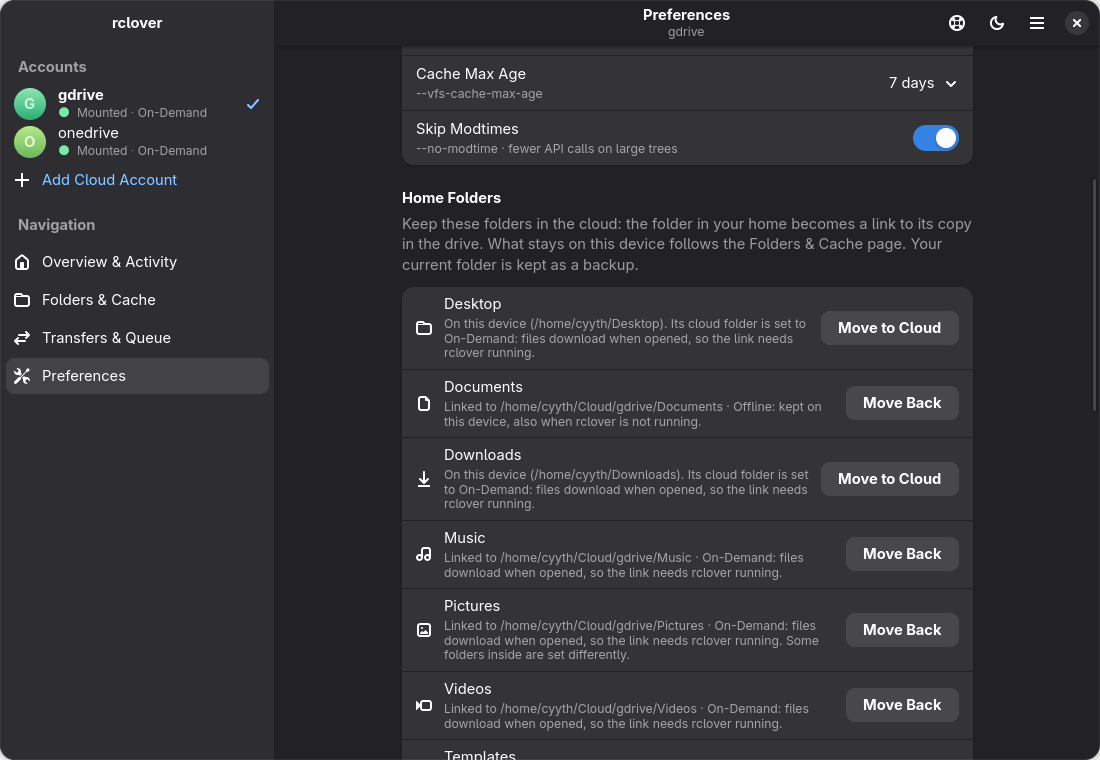 rclover
Preferences
gdrive
Accounts
G
gdrive
Mounted · On-Demand
O
onedrive
Mounted · On-Demand
Add Cloud Account
Navigation
Overview & Activity
Folders & Cache
Transfers & Queue
Preferences
Cache Max Age
--vfs-cache-max-age
7 days
Skip Modtimes
--no-modtime · fewer API calls on large trees
Home Folders
Keep these folders in the cloud: the folder in your home becomes a link to its copy
in the drive. What stays on this device follows the Folders & Cache page. Your
current folder is kept as a backup.
Desktop
On this device (/home/cyyth/Desktop). Its cloud folder is set to
On-Demand: files download when opened, so the link needs
rclover running.
Move to Cloud
Documents
Linked to /home/cyyth/Cloud/gdrive/Documents · Offline: kept on
this device, also when rclover is not running.
Move Back
Downloads
On this device (/home/cyyth/Downloads). Its cloud folder is set
to On-Demand: files download when opened, so the link needs
rclover running.
Move to Cloud
Music
Linked to /home/cyyth/Cloud/gdrive/Music · On-Demand: files
download when opened, so the link needs rclover running.
Move Back
Pictures
Linked to /home/cyyth/Cloud/gdrive/Pictures · On-Demand: files
download when opened, so the link needs rclover running. Some
folders inside are set differently.
Move Back
Videos
Linked to /home/cyyth/Cloud/gdrive/Videos · On-Demand: files
download when opened, so the link needs rclover running.
Move Back
Templates